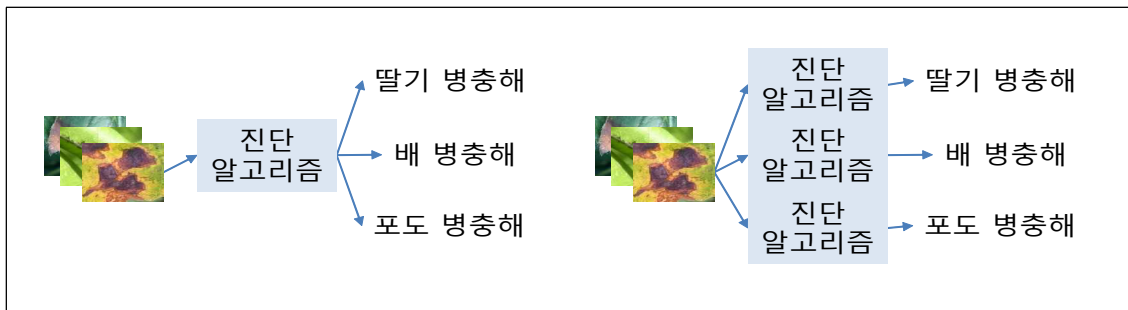 진단
알고리즘
딸기 병충해
배 병충해
포도 병충해
진단
알고리즘
진단
알고리즘
진단
알고리즘
딸기 병충해
배 병충해
포도 병충해